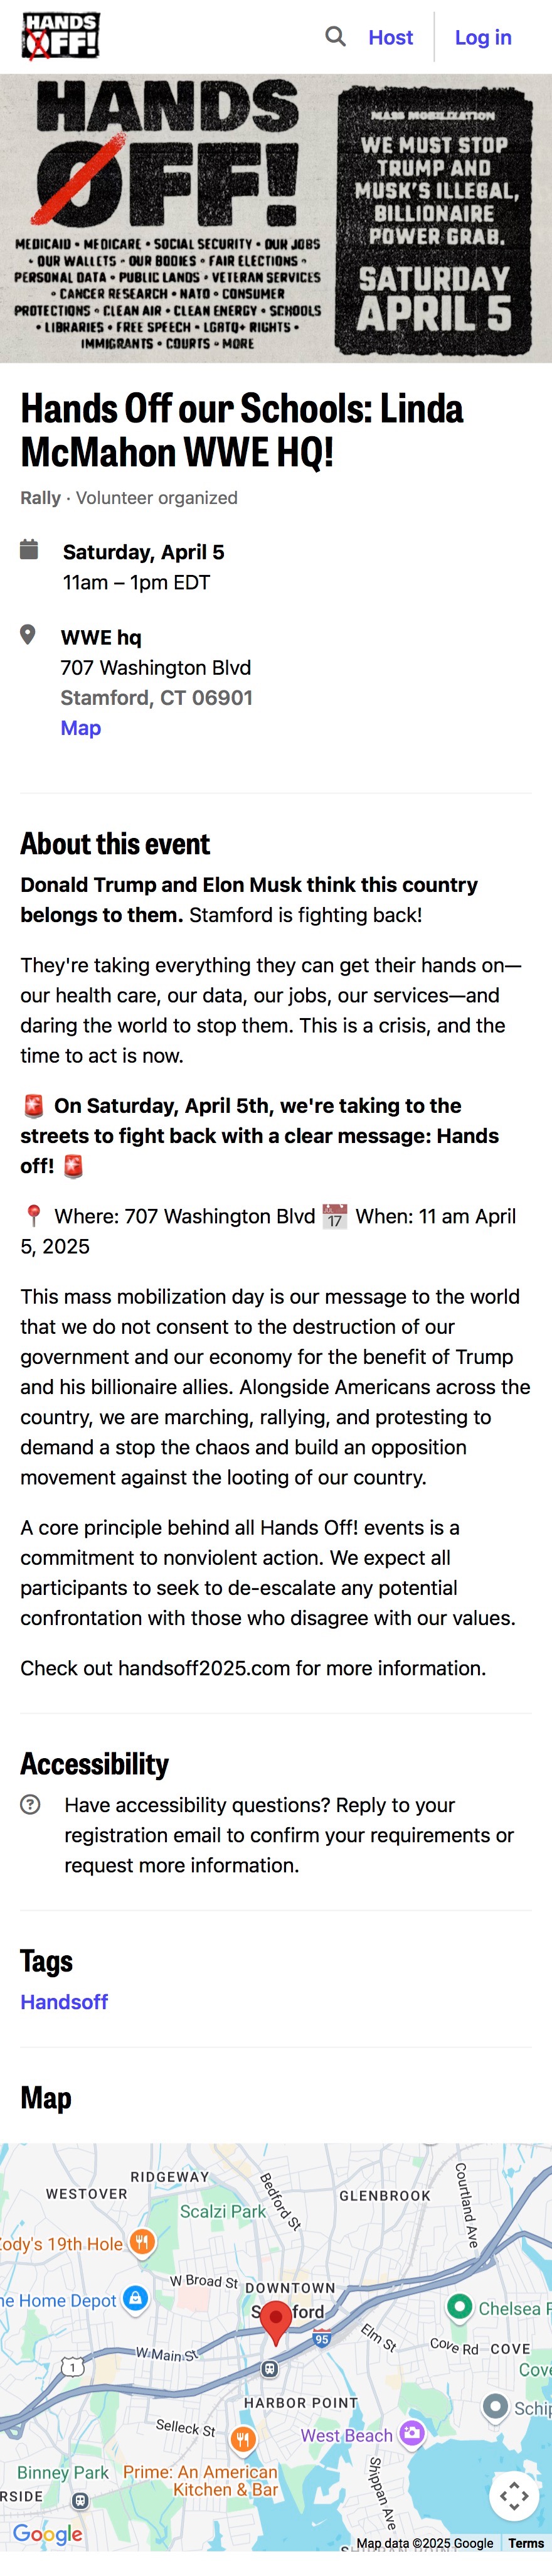 HANDS
OFF!
Host
Log in
HANDS
OFF!
MEDICAID • MEDICARE • SOCIAL SECURITY • OUR JOBS
• OUR WALLETS • OUR BODIES • FAIR ELECTIONS •
PERSONAL DATA • PUBLIC LANDS • VETERAN SERVICES
• CANCER RESEARCH • NATO • CONSUMER
PROTECTIONS • CLEAN AIR • CLEAN ENERGY • SCHOOLS
• LIBRARIES • FREE SPEECH • LGBTQ+ RIGHTS •
IMMIGRANTS • COURTS • MORE
MASS MOBILIZATION
WE MUST STOP
TRUMP AND
MUSK'S ILLEGAL,
BILLIONAIRE
POWER GRAB.
SATURDAY
APRIL 5
Hands Off our Schools: Linda
McMahon WWE HQ!
Rally · Volunteer organized
Saturday, April 5
11am – 1pm EDT
WWE hq
707 Washington Blvd
Stamford, CT 06901
Map
About this event
Donald Trump and Elon Musk think this country
belongs to them. Stamford is fighting back!
They're taking everything they can get their hands on—
our health care, our data, our jobs, our services—and
daring the world to stop them. This is a crisis, and the
time to act is now.
🚨 On Saturday, April 5th, we're taking to the
streets to fight back with a clear message: Hands
off! 🚨
📍 Where: 707 Washington Blvd 📅 When: 11 am April
5, 2025
This mass mobilization day is our message to the world
that we do not consent to the destruction of our
government and our economy for the benefit of Trump
and his billionaire allies. Alongside Americans across the
country, we are marching, rallying, and protesting to
demand a stop the chaos and build an opposition
movement against the looting of our country.
A core principle behind all Hands Off! events is a
commitment to nonviolent action. We expect all
participants to seek to de-escalate any potential
confrontation with those who disagree with our values.
Check out handsoff2025.com for more information.
Accessibility
Have accessibility questions? Reply to your
registration email to confirm your requirements or
request more information.
Tags
Handsoff
Map
RIDGEWAY
WESTOVER
Bedford St
GLENBROOK
Courtland Ave
Scalzi Park
ody's 19th Hole
W Broad St
DOWNTOWN
he Home Depot
S ford
95
Chelsea P
Elm St
Cove Rd
COVE
W Main St
1
Cov
HARBOR POINT
Schip
Selleck St
West Beach
Binney Park
Prime: An American
Kitchen & Bar
Shippan Ave
RSIDE
Google
Map data ©2025 Google
Terms